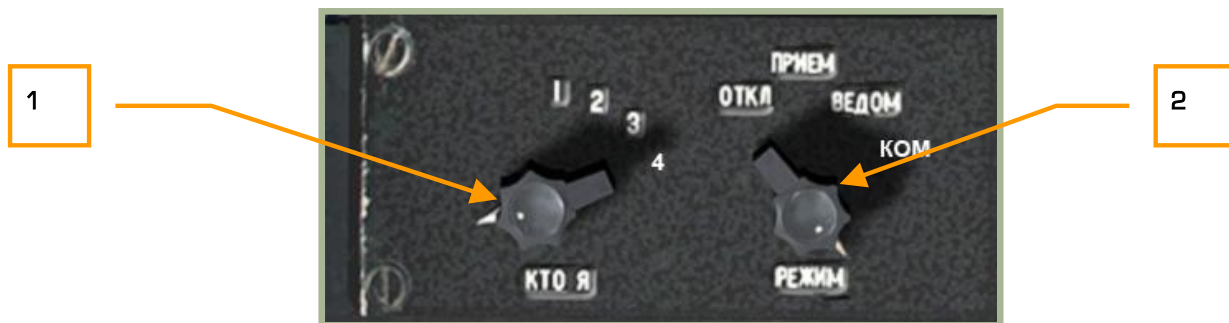 1
2
ПРИЕМ
1 2 3 4
ОТКЛ ВЕДОМ
КОМ
КТО Я
РЕЖИМ